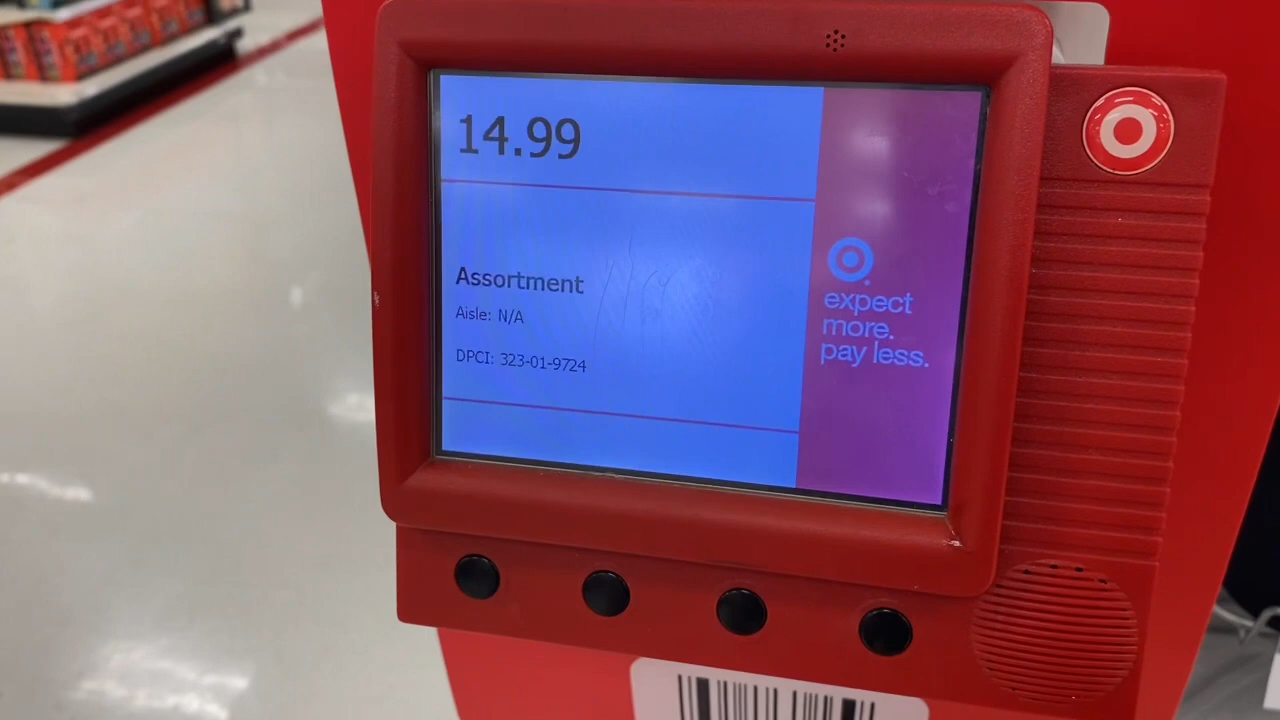 14.99
Assortment
Aisle: N/A
DPCI: 323-01-9724
expect
more.
pay less.